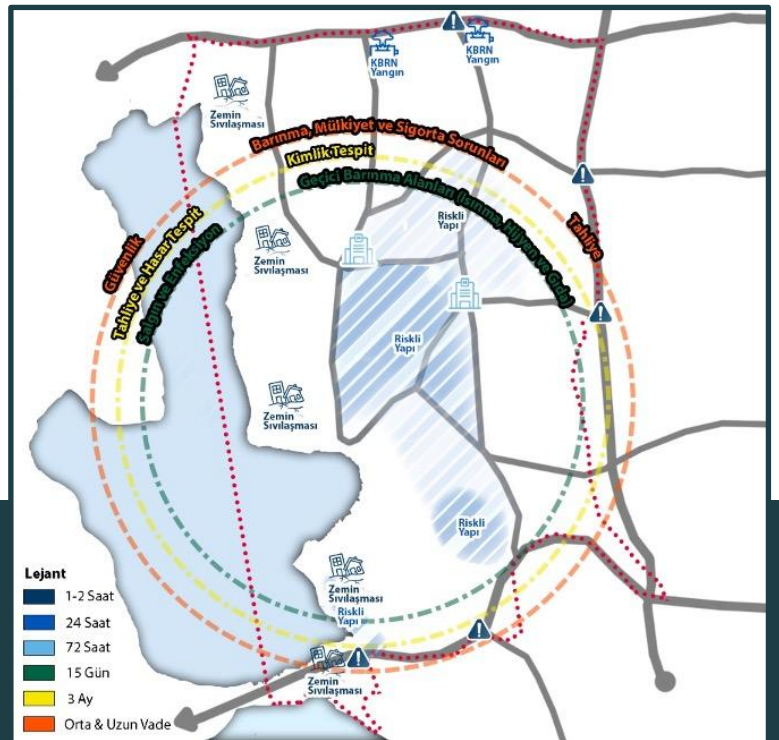 KBRN
Yangın
KBRN
Yangın
Zemin
Sıvılaşması
Barınma, Mülkiyet ve Sigorta Sorunları
Kimlik Tespit
Geçici Barınma Alanları (Isınma, Hijyen ve Gıda)
Tahliye
Güvenlik
Tahliye ve Hasar Tespit
Salgın ve Enfeksiyon
Riskli
Yapı
Zemin
Sıvılaşması
Riskli
Yapı
Zemin
Sıvılaşması
Riskli
Yapı
Zemin
Sıvılaşması
Riskli
Yapı
Zemin
Sıvılaşması
Lejant
1-2 Saat
24 Saat
72 Saat
15 Gün
3 Ay
Orta & Uzun Vade